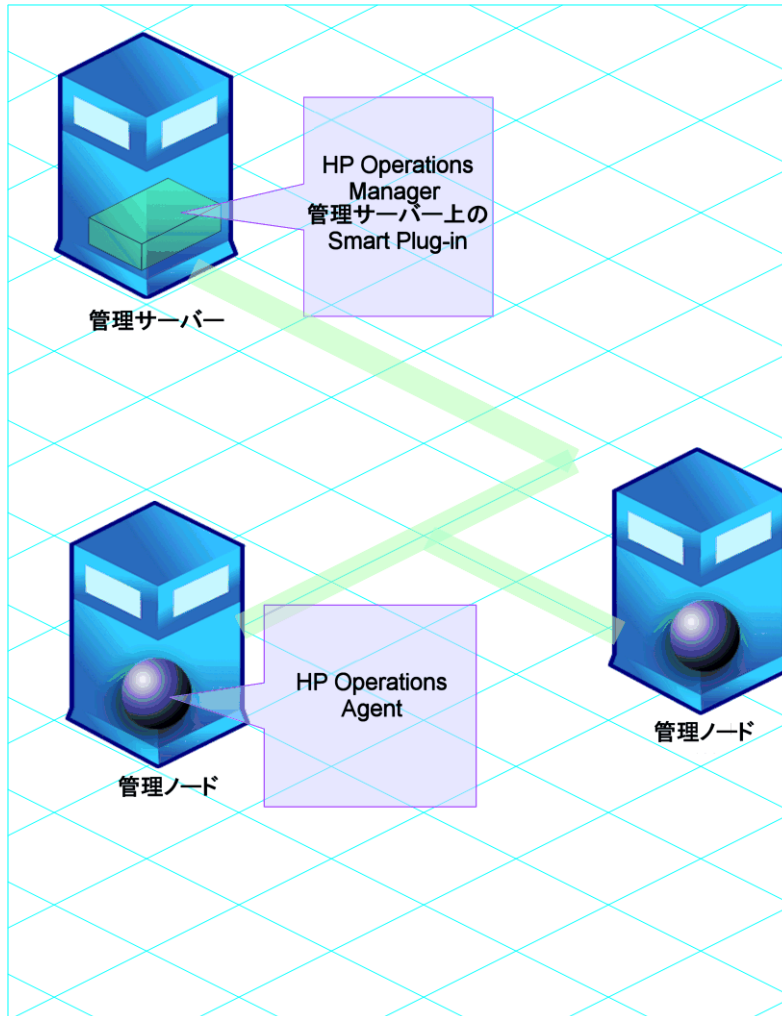 HP Operations
Manager
管理サーバー上の
Smart Plug-in
管理サーバー
HP Operations
Agent
管理ノード
管理ノード